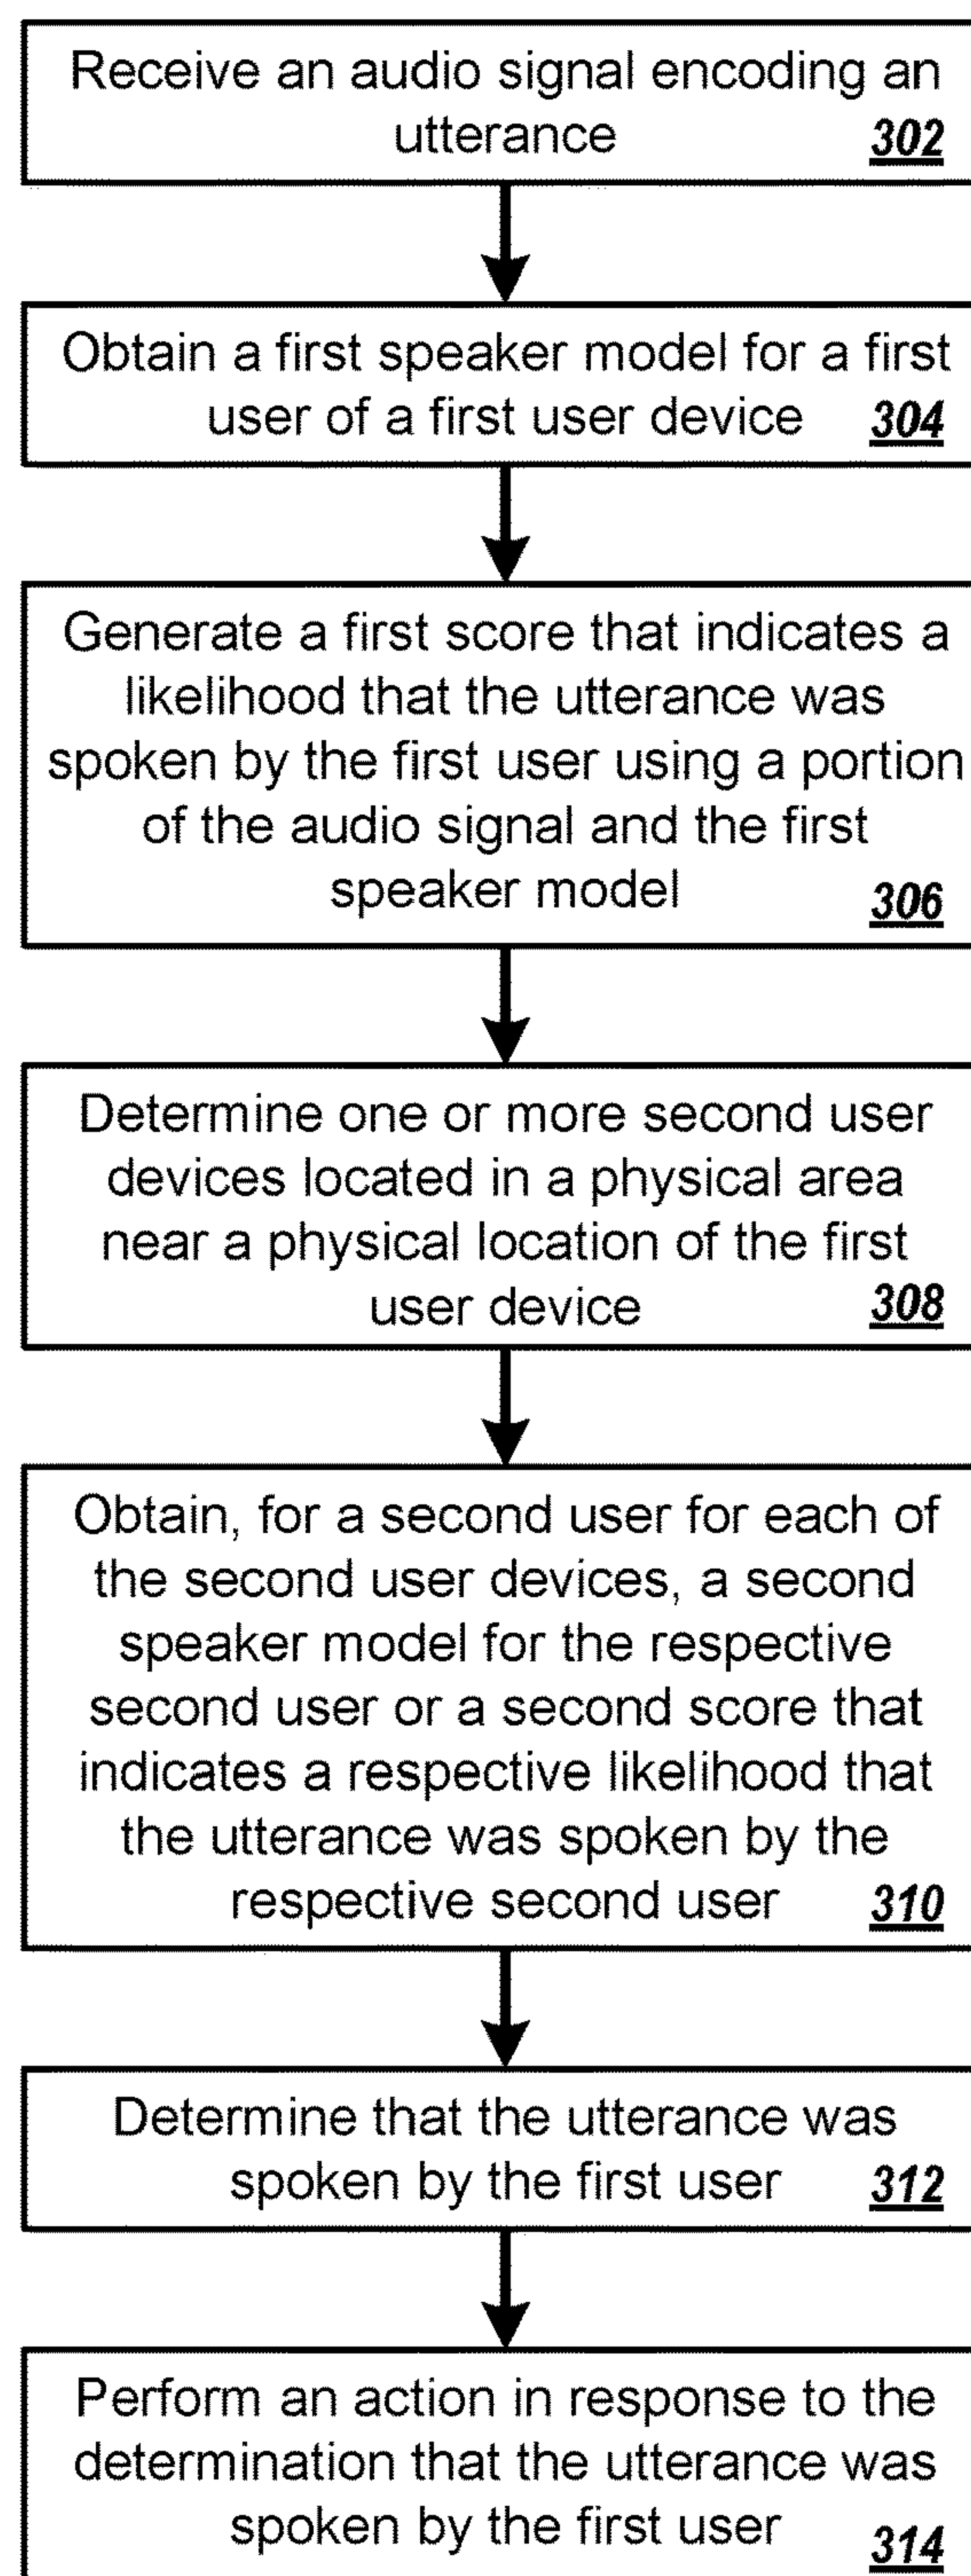 Receive an audio signal encoding an
utterance 302
Obtain a first speaker model for a first
user of a first user device 304
Generate a first score that indicates a
likelihood that the utterance was
spoken by the first user using a portion
of the audio signal and the first
speaker model 306
Determine one or more second user
devices located in a physical area
near a physical location of the first
user device 308
Obtain, for a second user for each of
the second user devices, a second
speaker model for the respective
second user or a second score that
indicates a respective likelihood that
the utterance was spoken by the
respective second user 310
Determine that the utterance was
spoken by the first user 312
Perform an action in response to the
determination that the utterance was
spoken by the first user 314